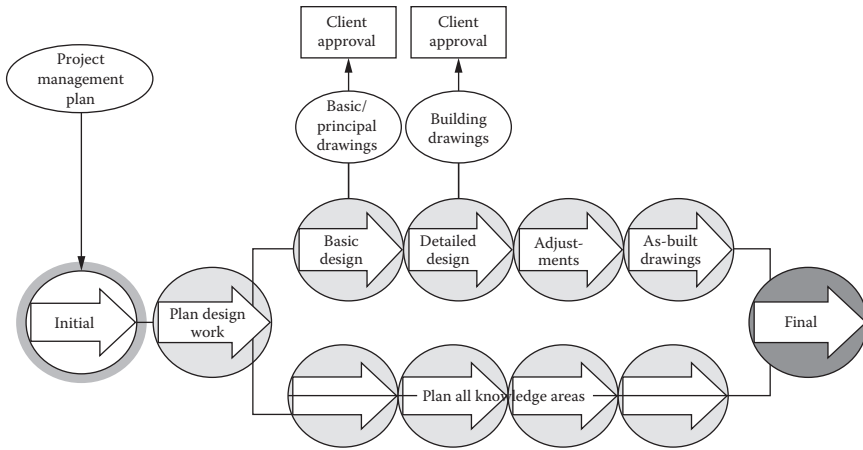 Client
approval
Client
approval
Project
management
plan
Basic/
principal
drawings
Building
drawings
Basic
design
Detailed
design
Adjust-
ments
As-built
drawings
Initial
Plan design
work
Final
Plan all knowledge areas